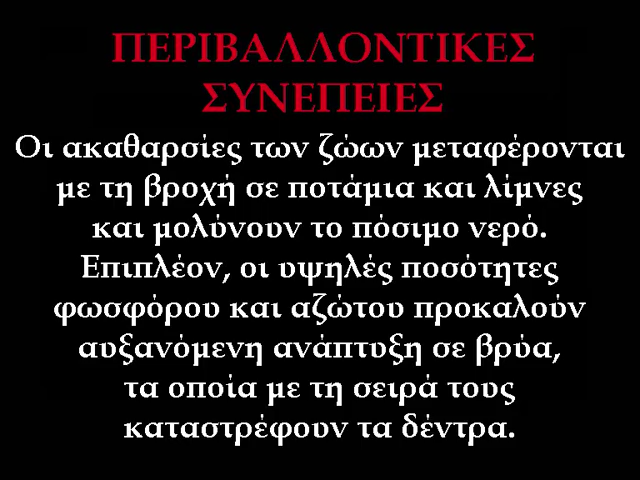 ΠΕΡΙΒΑΛΛΟΝΤΙΚΕΣ
ΣΥΝΕΠΕΙΕΣ
Οι ακαθαρσίες των ζώων μεταφέρονται
με τη βροχή σε ποτάμια και λίμνες
και μολύνουν το πόσιμο νερό.
Επιπλέον, οι υψηλές ποσότητες
φωσφόρου και αζώτου προκαλούν
αυξανόμενη ανάπτυξη σε βρύα,
τα οποία με τη σειρά τους
καταστρέφουν τα δέντρα.